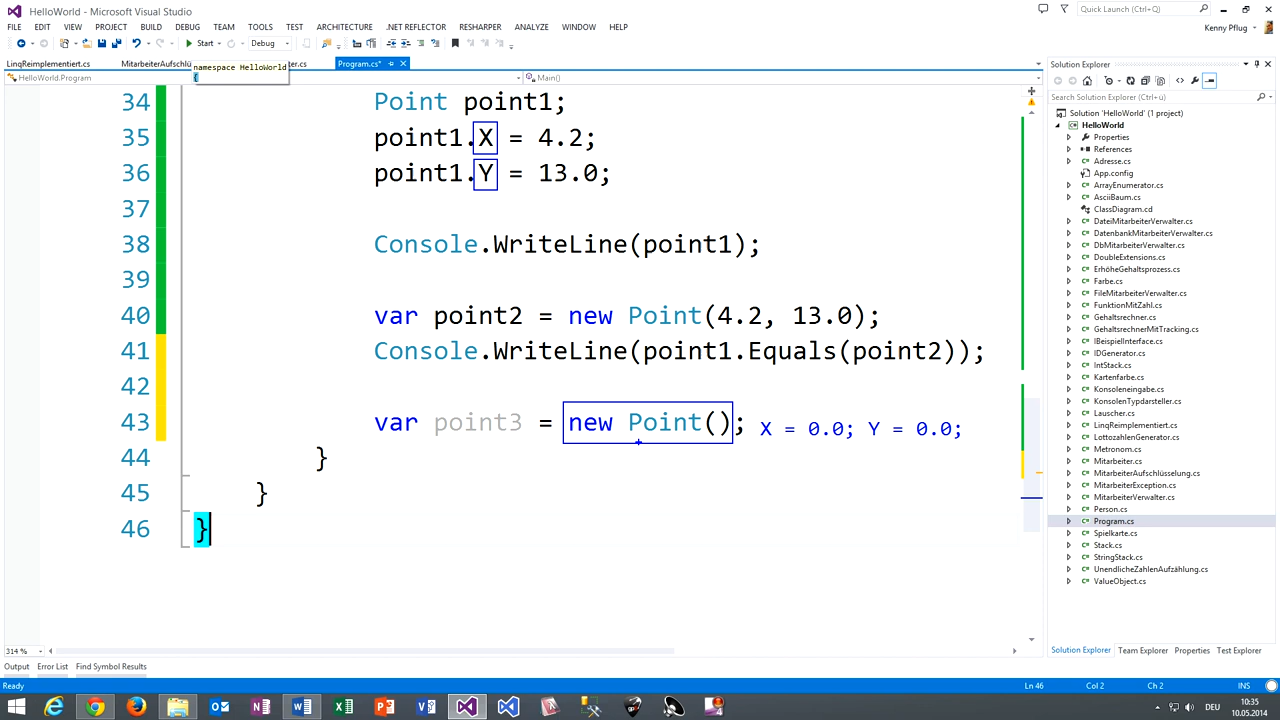 HelloWorld - Microsoft Visual Studio
Quick Launch (Ctrl+Q)
FILE EDIT VIEW PROJECT BUILD DEBUG TEAM TOOLS TEST ARCHITECTURE .NET REFLECTOR RESHARPER ANALYZE WINDOW HELP
Kenny Pflug
Start Debug
LinqReimplementiert.cs MitarbeiterAufschlü Program.cs*
namespace HelloWorld
{
HelloWorld.Program Main()
34 Point point1;
35 point1.X = 4.2;
36 point1.Y = 13.0;
37
38 Console.WriteLine(point1);
39
40 var point2 = new Point(4.2, 13.0);
41 Console.WriteLine(point1.Equals(point2));
42
43 var point3 = new Point(); X = 0.0; Y = 0.0;
44 }
45 }
46 }
314 %
Solution Explorer
Search Solution Explorer (Ctrl+ü)
Solution 'HelloWorld' (1 project)
HelloWorld
Properties
References
Adresse.cs
App.config
ArrayEnumerator.cs
AsciiBaum.cs
ClassDiagram.cd
DateiMitarbeiterVerwalter.cs
DatenbankMitarbeiterVerwalter.cs
DbMitarbeiterVerwalter.cs
DoubleExtensions.cs
ErhöheGehaltsprozess.cs
Farbe.cs
FileMitarbeiterVerwalter.cs
FunktionMitZahl.cs
Gehaltsrechner.cs
GehaltsrechnerMitTracking.cs
IBeispielInterface.cs
IDGenerator.cs
IntStack.cs
Kartenfarbe.cs
Konsoleneingabe.cs
KonsolenTypdarsteller.cs
Lauscher.cs
LinqReimplementiert.cs
LottozahlenGenerator.cs
Metronom.cs
Mitarbeiter.cs
MitarbeiterAufschlüsselung.cs
MitarbeiterException.cs
MitarbeiterVerwalter.cs
Person.cs
Program.cs
Spielkarte.cs
Stack.cs
StringStack.cs
UnendlicheZahlenAufzählung.cs
ValueObject.cs
Solution Explorer Team Explorer Properties Test Explorer
Output Error List Find Symbol Results
Ready Ln 46 Col 2 Ch 2 INS
DEU
10:35
10.05.2014